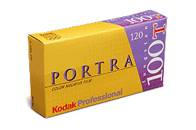 PORTRA
COLOR NEGATIVE FILM
Kodak Professional
120
100T